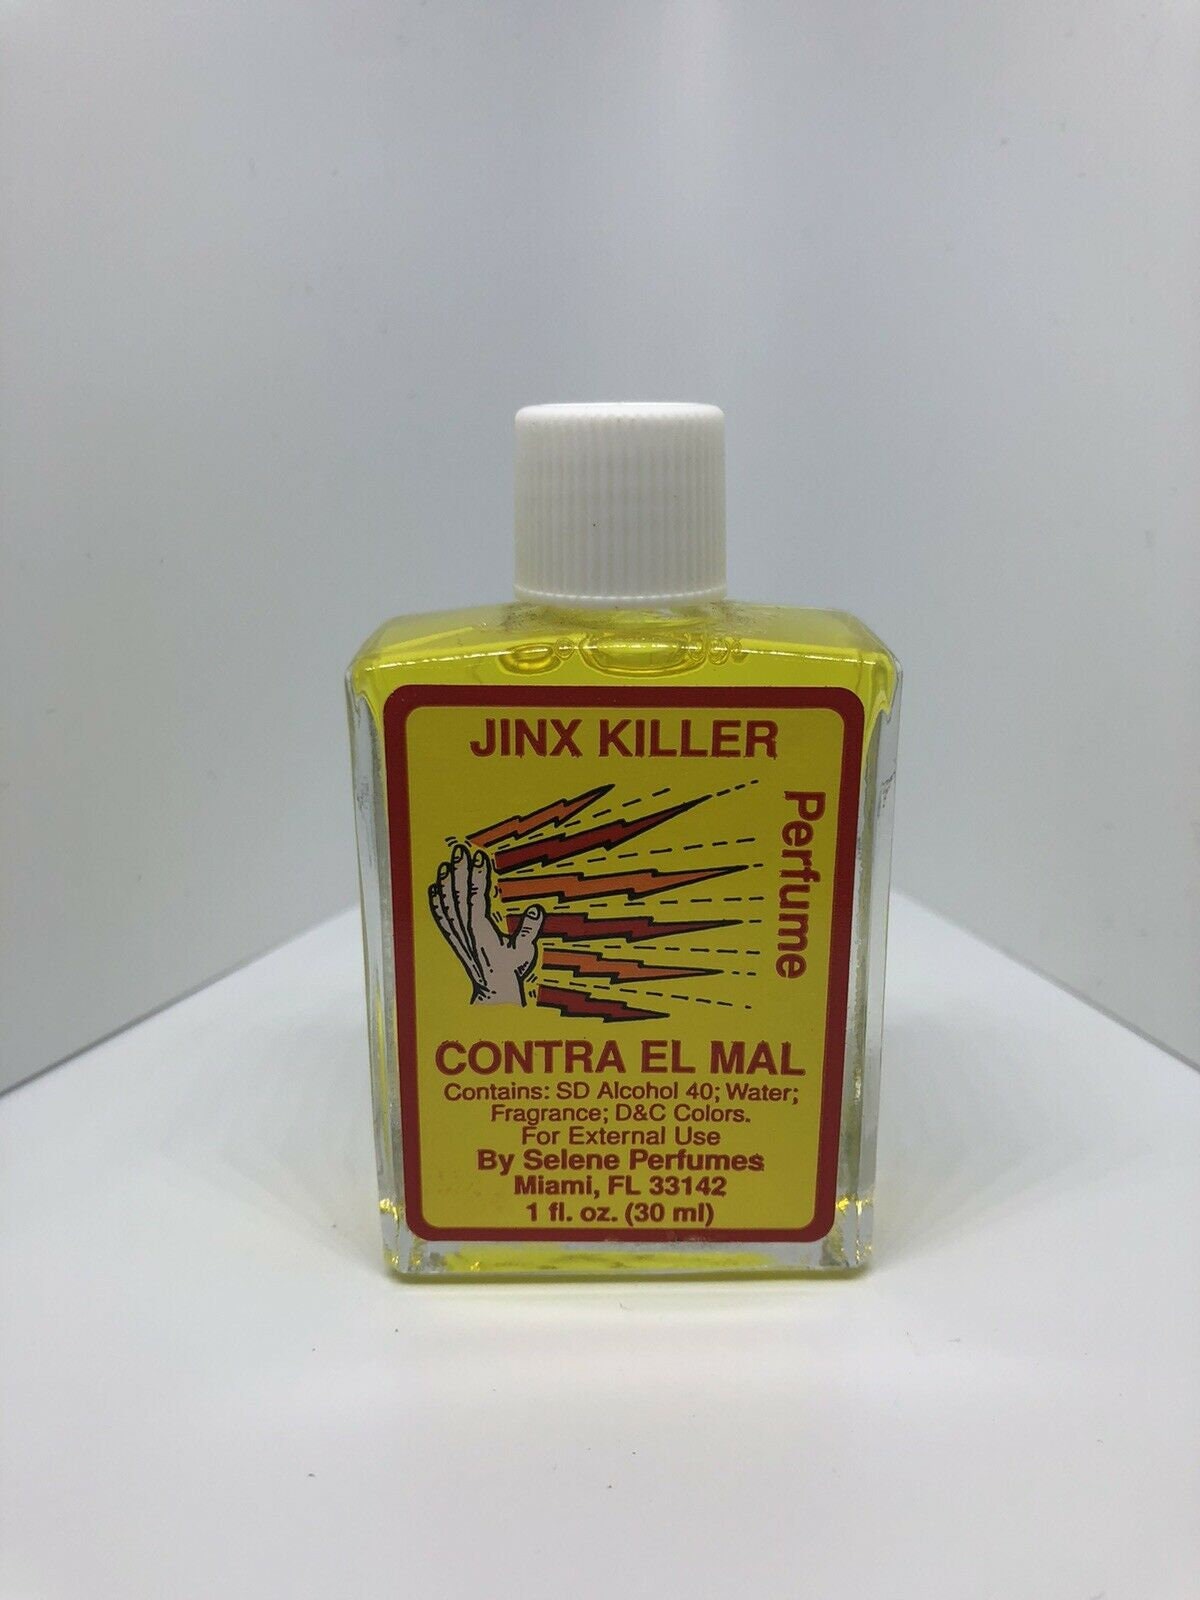 JINX KILLER
Perfume
CONTRA EL MAL
Contains: SD Alcohol 40; Water;
Fragrance; D&C Colors.
For External Use
By Selene Perfumes
Miami, FL 33142
1 fl. oz. (30 ml)